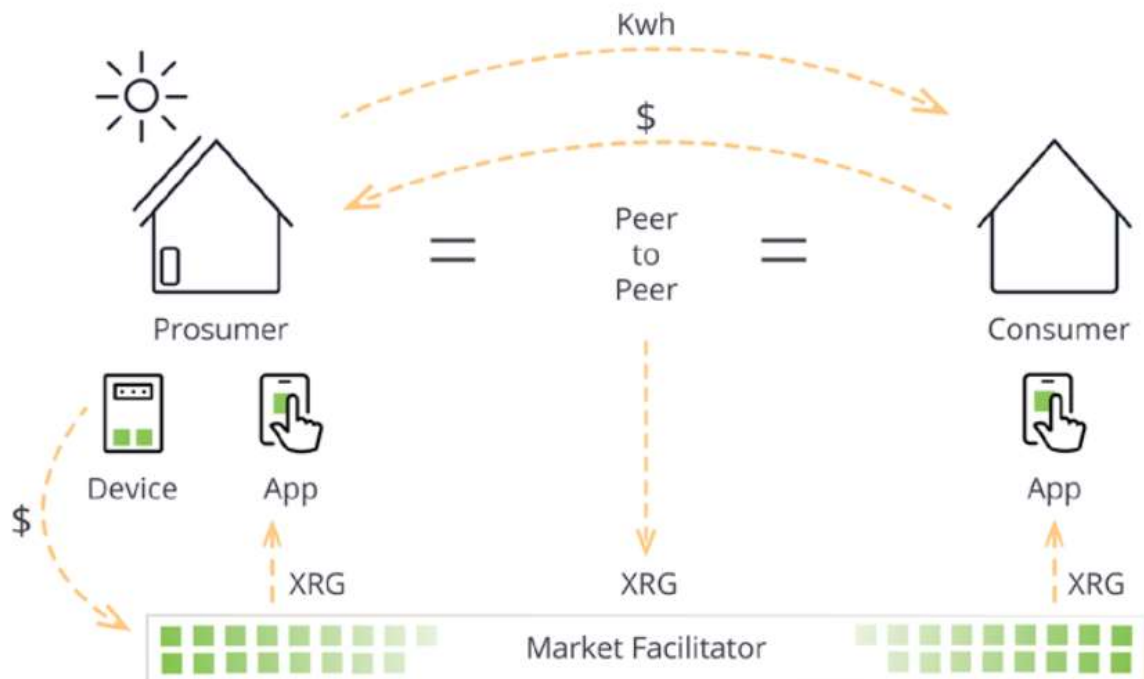 Kwh
$
Peer
to
Peer
Prosumer
Consumer
Device
App
App
$
XRG
XRG
XRG
Market Facilitator